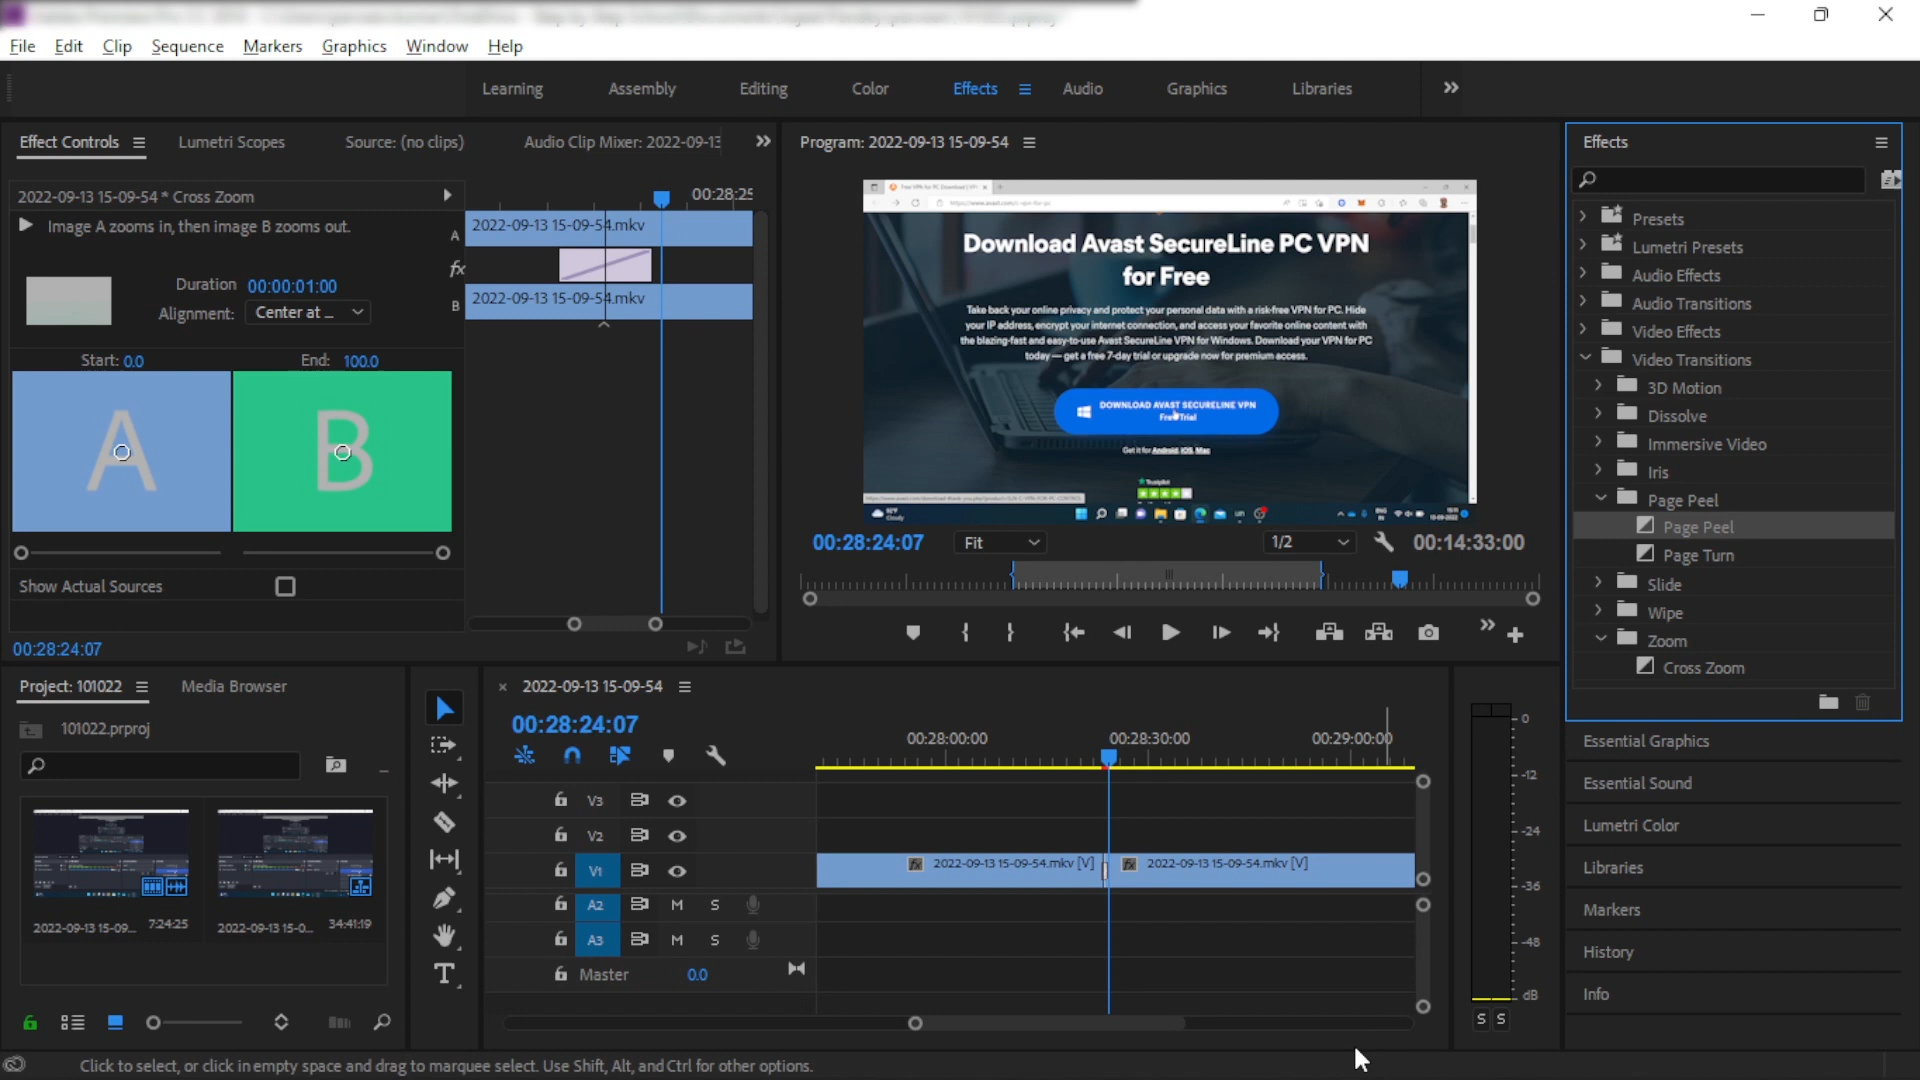 File Edit Clip Sequence Markers Graphics Window Help
Learning Assembly Editing Color Effects Audio Graphics Libraries
Effect Controls Lumetri Scopes Source: (no clips) Audio Clip Mixer: 2022-09-13
2022-09-13 15-09-54 * Cross Zoom
00:28:25
Image A zooms in, then image B zooms out.
A 2022-09-13 15-09-54.mkv
fx
B 2022-09-13 15-09-54.mkv
Duration 00:00:01:00
Alignment: Center at ...
Start: 0.0 End: 100.0
A B
Show Actual Sources
00:28:24:07
Program: 2022-09-13 15-09-54
Download Avast SecureLine PC VPN
for Free
Take back your online privacy and protect your personal data with a risk-free VPN for PC. Hide
your IP address, encrypt your internet connection, and access your favorite online content with
the blazing-fast and easy-to-use Avast SecureLine VPN for Windows. Download your VPN for PC
today — get a free 7-day trial or upgrade now for premium access.
DOWNLOAD AVAST SECURELINE VPN
Free Trial
Get it for Android, iOS, Mac
Trustpilot
00:28:24:07 Fit 1/2 00:14:33:00
Effects
Presets
Lumetri Presets
Audio Effects
Audio Transitions
Video Effects
Video Transitions
3D Motion
Dissolve
Immersive Video
Iris
Page Peel
Page Peel
Page Turn
Slide
Wipe
Zoom
Cross Zoom
Essential Graphics
Essential Sound
Lumetri Color
Libraries
Markers
History
Info
Project: 101022 Media Browser
101022.prproj
2022-09-13 15-09... 7:24:25 2022-09-13 15-0... 34:41:19
2022-09-13 15-09-54
00:28:24:07
00:28:00:00 00:28:30:00 00:29:00:00
V3
V2
V1 fx 2022-09-13 15-09-54.mkv [V] fx 2022-09-13 15-09-54.mkv [V]
A2 M S
A3 M S
Master 0.0
0
-12
-24
-36
-48
dB
S S
Click to select, or click in empty space and drag to marquee select. Use Shift, Alt, and Ctrl for other options.